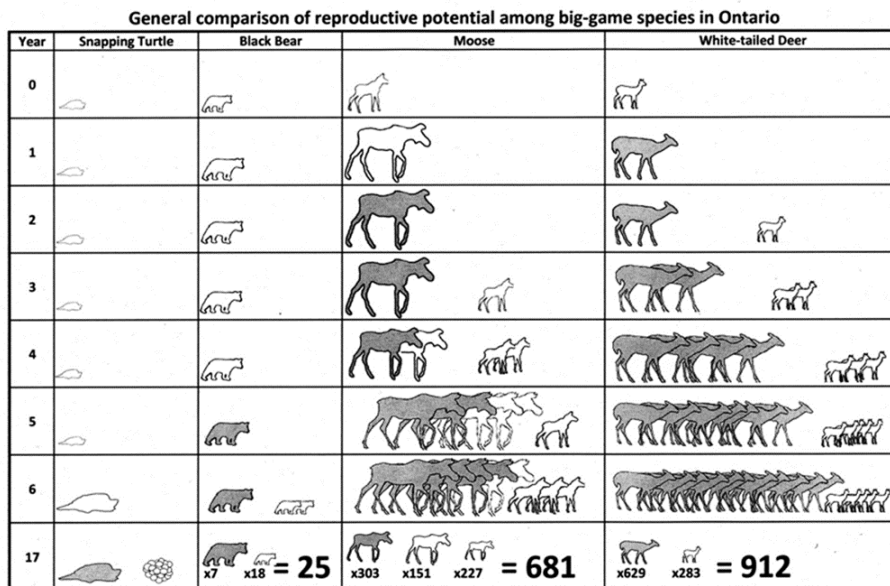 General comparison of reproductive potential among big-game species in Ontario
Year Snapping Turtle Black Bear Moose White-tailed Deer
0
1
2
3
4
5
6
17 x7 x18 = 25 x303 x151 x227 = 681 x629 x283 = 912